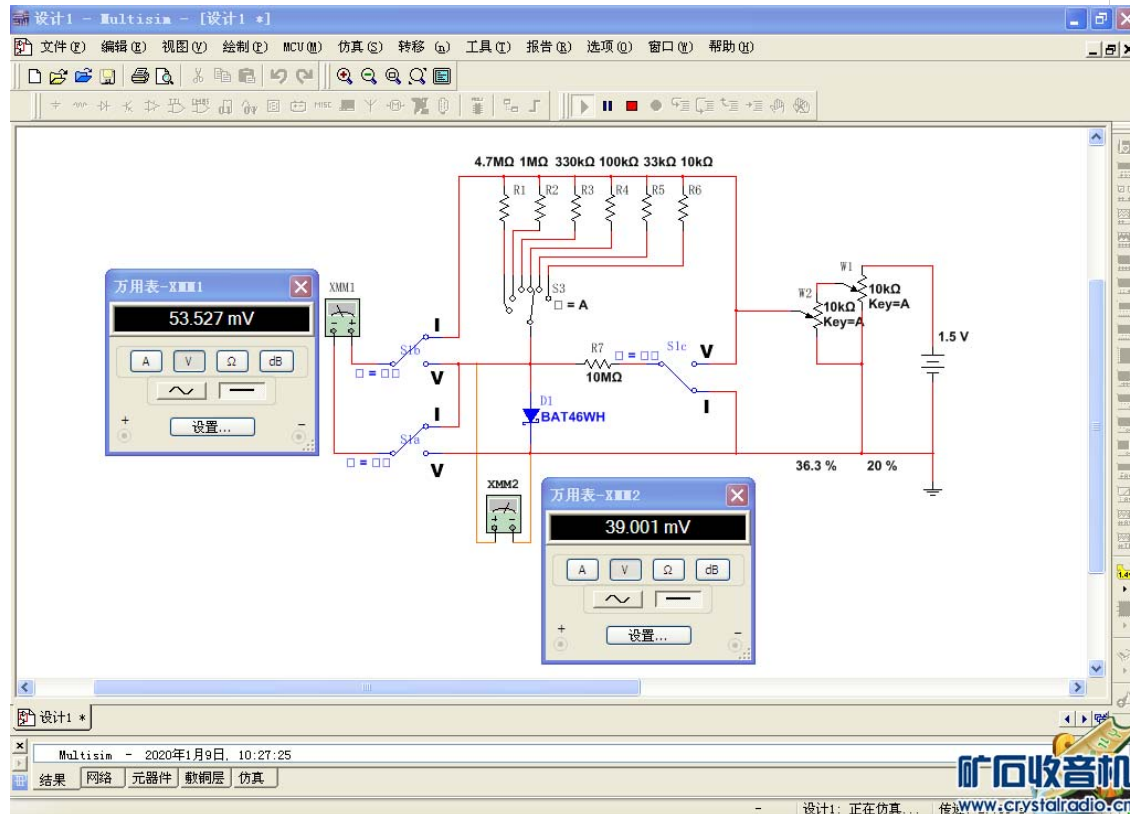 设计1 - Multisim - [设计1 *]
文件(F) 编辑(E) 视图(V) 绘制(P) MCU(M) 仿真(S) 转移(n) 工具(T) 报告(R) 选项(O) 窗口(W) 帮助(H)
4.7MΩ 1MΩ 330kΩ 100kΩ 33kΩ 10kΩ
R1 R2 R3 R4 R5 R6
万用表-XMM1
53.527 mV
A V Ω dB
设置...
+ -
XMM1
+ -
S3
= A
I
S1b
V
I
S1a
V
R7
10MΩ
S1c
V
I
D1
BAT46WH
W1
10kΩ
Key=A
W2
10kΩ
Key=A
1.5 V
36.3 % 20 %
XMM2
+ -
万用表-XMM2
39.001 mV
A V Ω dB
设置...
+ -
设计1 *
Multisim - 2020年1月9日, 10:27:25
结果 网络 元器件 敷铜层 仿真
- 设计1: 正在仿真...
矿石收音机
www.crystalradio.cn